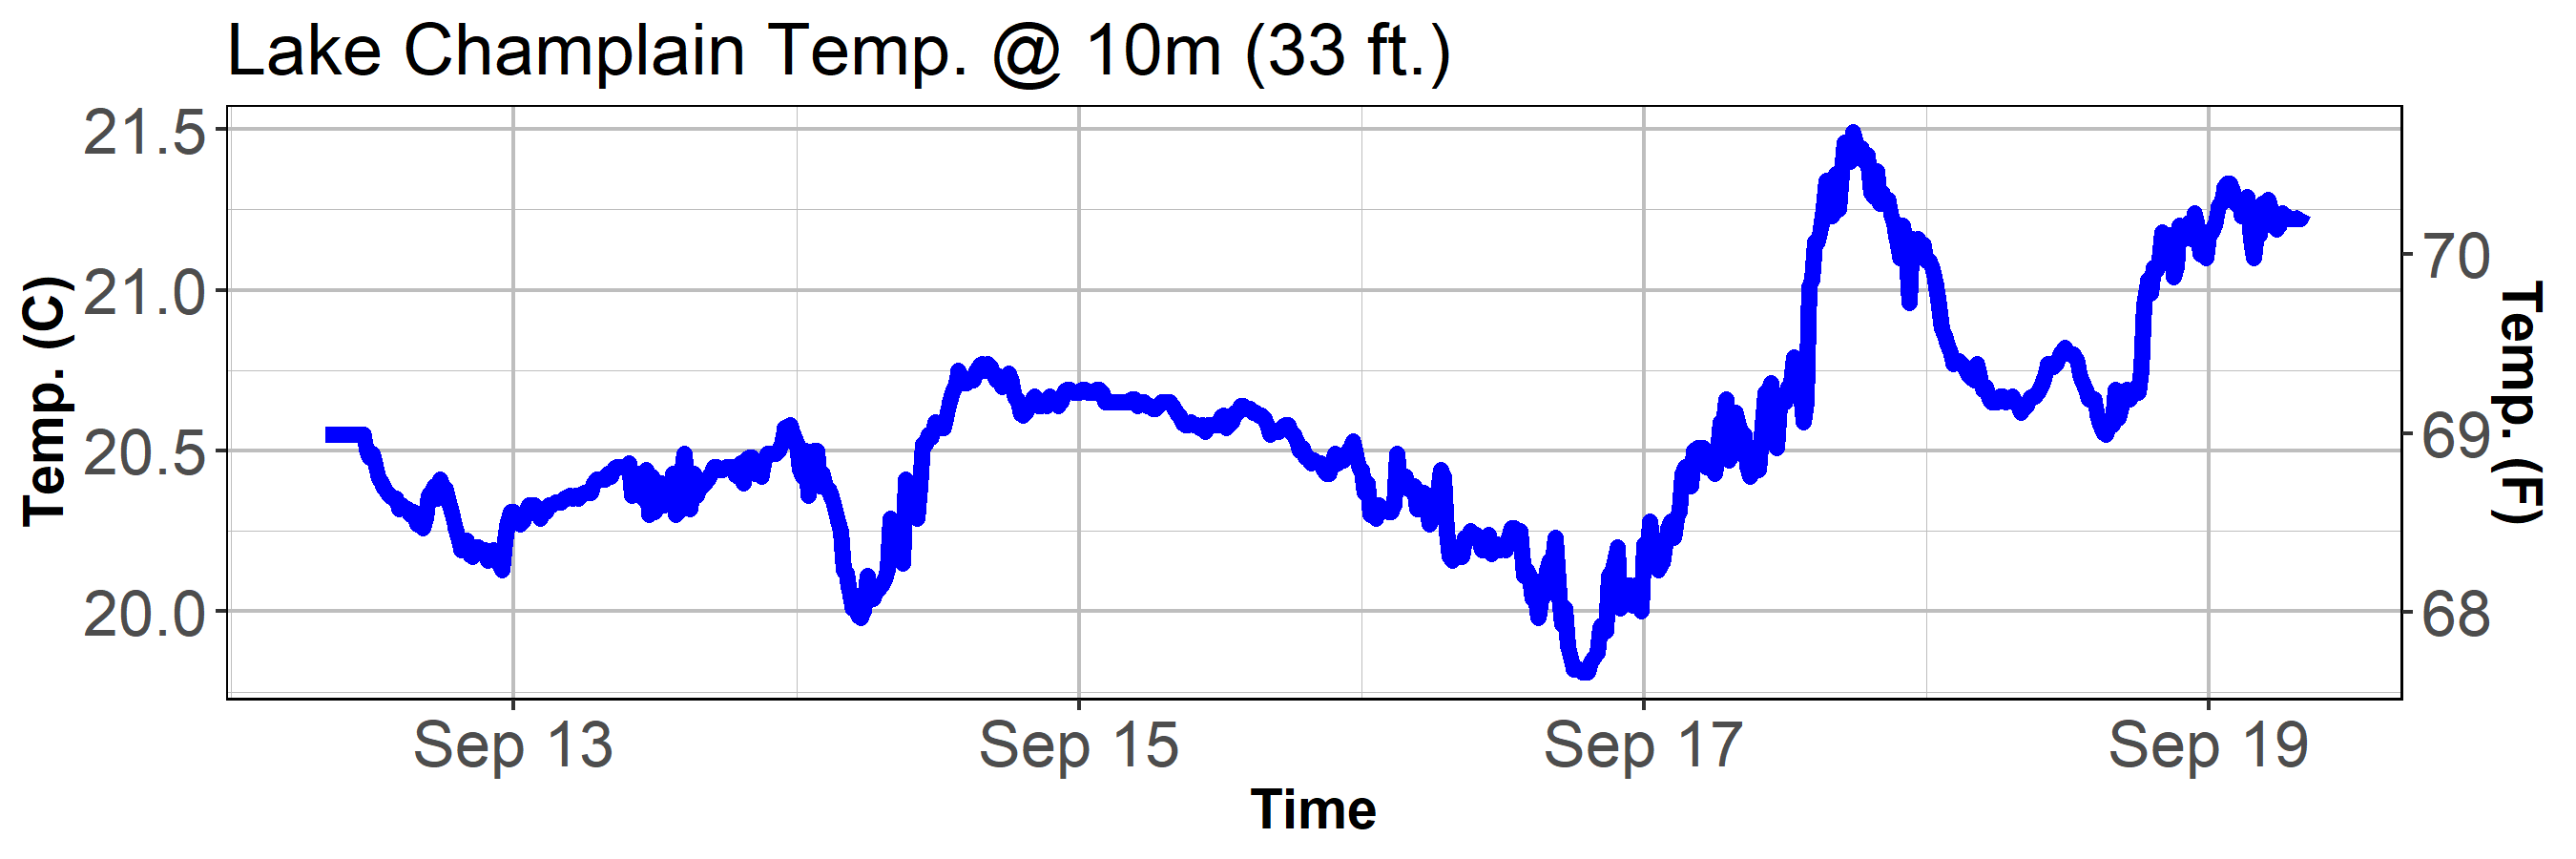 Lake Champlain Temp. @ 10m (33 ft.)
21.5
21.0
20.5
20.0
Temp. (C)
70
69
68
Temp. (F)
Sep 13
Sep 15
Sep 17
Sep 19
Time